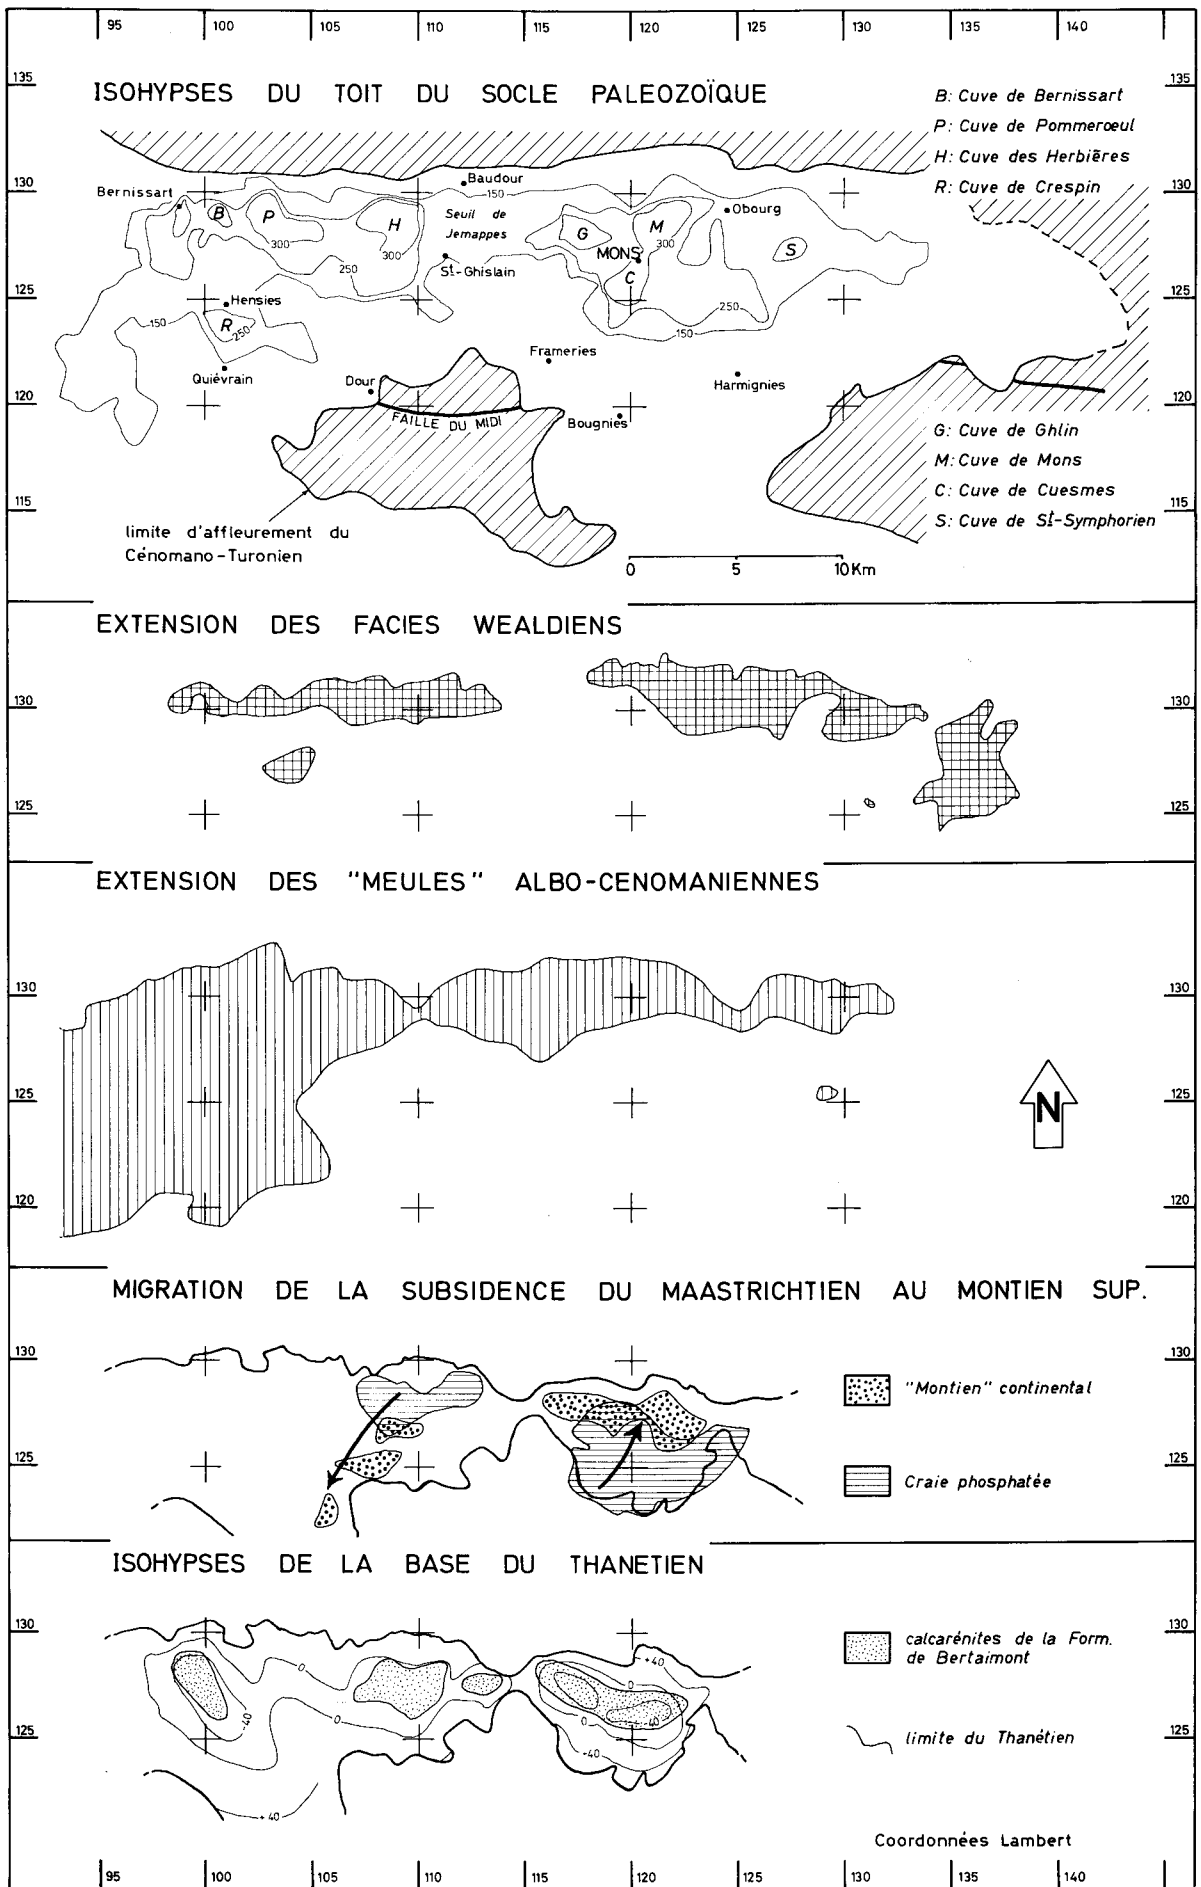 95 100 105 110 115 120 125 130 135 140
135 135
ISOHYPSES DU TOIT DU SOCLE PALEOZOÏQUE
B: Cuve de Bernissart
P: Cuve de Pommerœul
H: Cuve des Herbières
R: Cuve de Crespin
130 130
Baudour
Bernissart
150
Obourg
B P H
Seuil de
Jemappes
G M S
300 300 300
MONS
250
St-Ghislain
C
125 125
Hensies
R
150 250 250 150
Frameries
Quiévrain
Dour
Harmignies
120 120
FAILLE DU MIDI
Bougnies
G: Cuve de Ghlin
M: Cuve de Mons
C: Cuve de Cuesmes
S: Cuve de St-Symphorien
115 115
limite d'affleurement du
Cénomano-Turonien
0 5 10Km
EXTENSION DES FACIES WEALDIENS
130 130
125 125
EXTENSION DES "MEULES" ALBO-CENOMANIENNES
130 130
125 125
N
120 120
MIGRATION DE LA SUBSIDENCE DU MAASTRICHTIEN AU MONTIEN SUP.
130 130
"Montien" continental
125 125
Craie phosphatée
ISOHYPSES DE LA BASE DU THANETIEN
130 130
calcarénites de la Form.
de Bertaimont
+40
0 0
-40 0 0 -40
125 125
limite du Thanétien
-40
+40
Coordonnées Lambert
95 100 105 110 115 120 125 130 135 140